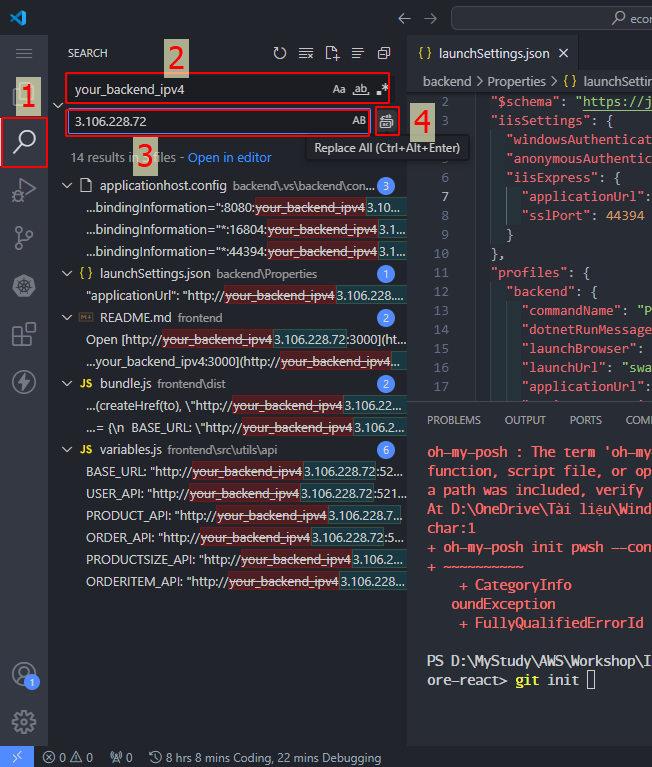 econ
1
2
3
4
SEARCH
your_backend_ipv4
Aa
ab
.*
3.106.228.72
AB
Replace All (Ctrl+Alt+Enter)
14 results in files - Open in editor
applicationhost.config backend\.vs\backend\con... 3
...bindingInformation=":8080:your_backend_ipv43.10...
...bindingInformation="*:16804:your_backend_ipv43.1...
...bindingInformation="*:44394:your_backend_ipv43.1...
{ } launchSettings.json backend\Properties 1
"applicationUrl": "http://your_backend_ipv43.106.228....
README.md frontend 2
Open [http://your_backend_ipv43.106.228.72:3000](ht...
...your_backend_ipv4:3000](http://your_backend_ipv4...
JS bundle.js frontend\dist 2
...(createHref(to), \"http://your_backend_ipv43.106.22...
...= {\n BASE_URL: \"http://your_backend_ipv43.106.2...
JS variables.js frontend\src\utils\api 6
BASE_URL: "http://your_backend_ipv43.106.228.72:52...
USER_API: "http://your_backend_ipv43.106.228.72:521...
PRODUCT_API: "http://your_backend_ipv43.106.228.7...
ORDER_API: "http://your_backend_ipv43.106.228.72:5...
PRODUCTSIZE_API: "http://your_backend_ipv43.106.2...
ORDERITEM_API: "http://your_backend_ipv43.106.228...
{ } launchSettings.json
backend > Properties > { } launchSettings
2 "$schema": "https://j
3 "iisSettings": {
4 "windowsAuthenticat
"anonymousAuthentic
6 "iisExpress": {
7 "applicationUrl":
8 "sslPort": 44394
9 }
10 },
11 "profiles": {
12 "backend": {
13 "commandName": "P
14 "dotnetRunMessage
15 "launchBrowser":
16 "launchUrl": "swa
17 "applicationUrl":
PROBLEMS OUTPUT PORTS COM
oh-my-posh : The term 'oh-m
function, script file, or op
a path was included, verify
At D:\OneDrive\Tài liệu\Wind
char:1
+ oh-my-posh init pwsh --con
+ ~~~~~~~~~~
+ CategoryInfo
oundException
+ FullyQualifiedErrorId
PS D:\MyStudy\AWS\Workshop\I
ore-react> git init
1
0 0 0 8 hrs 8 mins Coding, 22 mins Debugging